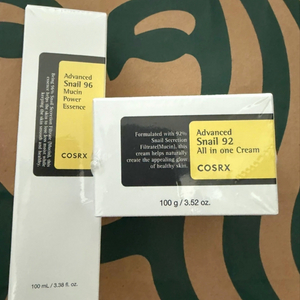 Advanced
Snail 96
Mucin
Power
Essence
COSRX
100 mL / 3.38 fl. oz.
Formulated with 92%
Snail Secretion
Filtrate(Mucin), this
cream helps naturally
create the appealing glow
of healthy skin.
Advanced
Snail 92
All in one Cream
COSRX
100 g / 3.52 oz.